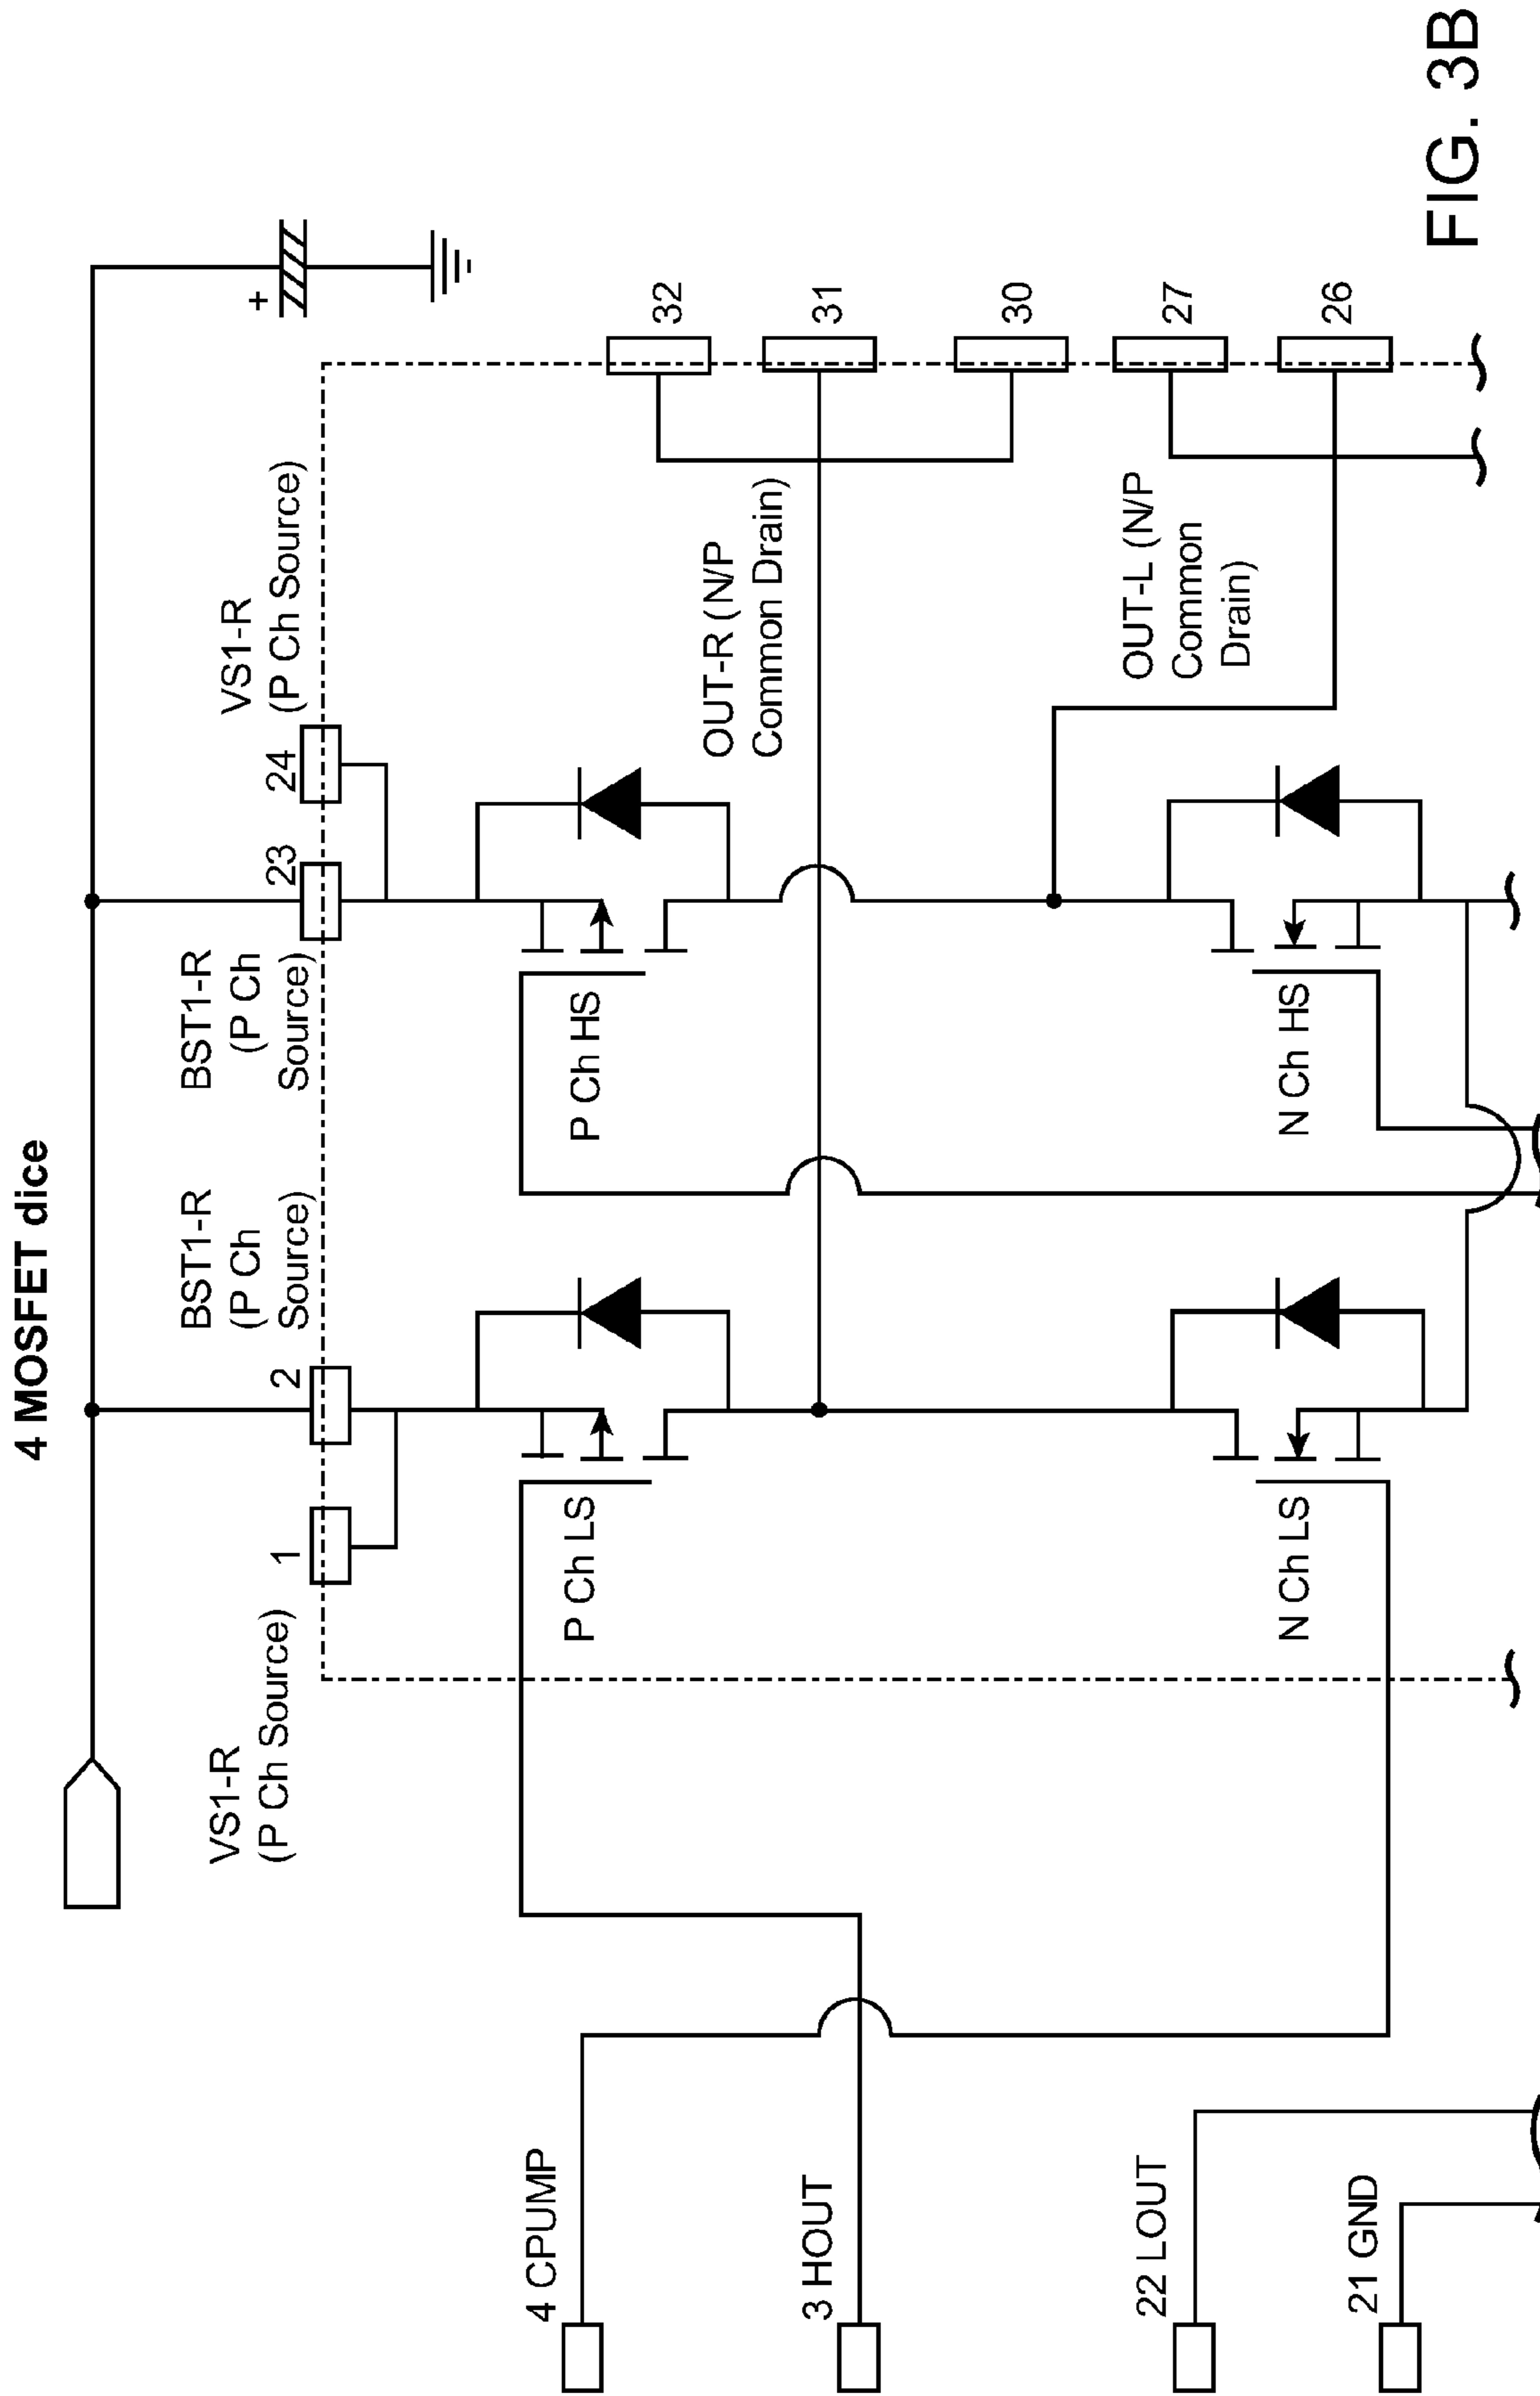 4 MOSFET dice
VS1-R
(P Ch Source)
1
2
BST1-R
(P Ch
Source)
BST1-R
(P Ch
Source)
23
24
VS1-R
(P Ch Source)
+
P Ch LS
P Ch HS
OUT-R (N/P
Common Drain)
32
31
30
27
26
OUT-L (N/P
Common
Drain)
N Ch LS
N Ch HS
4 CPUMP
3 HOUT
22 LOUT
21 GND
FIG. 3B